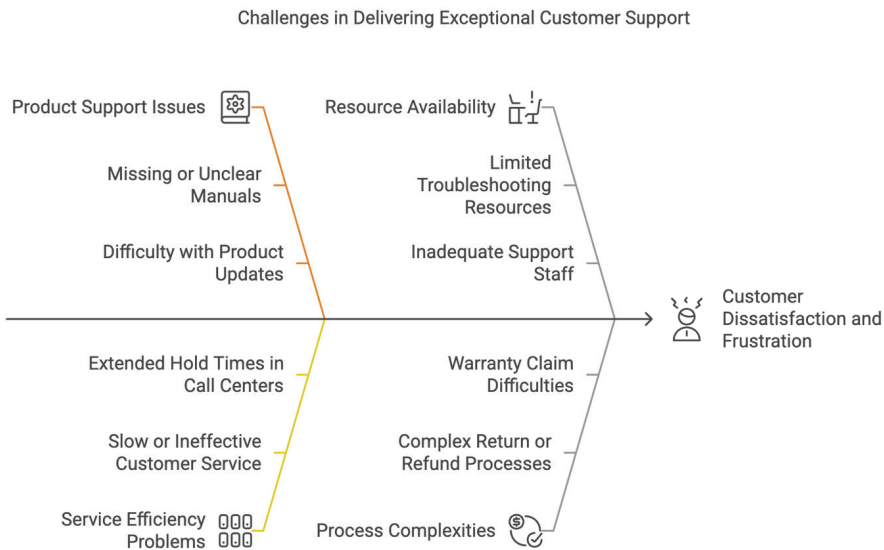 Challenges in Delivering Exceptional Customer Support
Product Support Issues
Missing or Unclear
Manuals
Difficulty with Product
Updates
Resource Availability
Limited
Troubleshooting
Resources
Inadequate Support
Staff
Customer
Dissatisfaction and
Frustration
Extended Hold Times in
Call Centers
Slow or Ineffective
Customer Service
Service Efficiency
Problems
Warranty Claim
Difficulties
Complex Return or
Refund Processes
Process Complexities
$